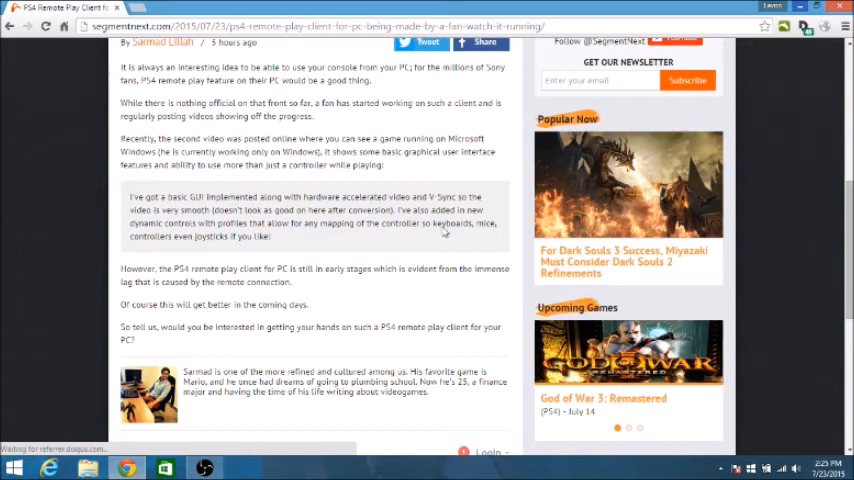 PS4 Remote Play Client fo
Lavon
segmentnext.com/2015/07/23/ps4-remote-play-client-for-pc-being-made-by-a-fan-watch-it-running/
By Sarmad Lillah / 5 hours ago
Tweet
Share
It is always an interesting idea to be able to use your console from your PC; for the millions of Sony
fans, PS4 remote play feature on their PC would be a good thing.
While there is nothing official on that front so far, a fan has started working on such a client and is
regularly posting videos showing off the progress.
Recently, the second video was posted online where you can see a game running on Microsoft
Windows (he is currently working only on Windows), it shows some basic graphical user interface
features and ability to use more than just a controller while playing:
I've got a basic GUI implemented along with hardware accelerated video and V-Sync so the
video is very smooth (doesn't look as good on here after conversion). I've also added in new
dynamic controls with profiles that allow for any mapping of the controller so keyboards, mice,
controllers even joysticks if you like!
However, the PS4 remote play client for PC is still in early stages which is evident from the immense
lag that is caused by the remote connection.
Of course this will get better in the coming days.
So tell us, would you be interested in getting your hands on such a PS4 remote play client for your
PC?
Sarmad is one of the more refined and cultured among us. His favorite game is
Mario, and he once had dreams of going to plumbing school. Now he's 25, a finance
major and having the time of his life writing about videogames.
Login
Follow @SegmentNext
YouTube
GET OUR NEWSLETTER
Enter your email
Subscribe
Popular Now
For Dark Souls 3 Success, Miyazaki
Must Consider Dark Souls 2
Refinements
Upcoming Games
GOD OF WAR
REMASTERED
God of War 3: Remastered
(PS4) - July 14
Waiting for referrer.disqus.com...
2:25 PM
7/23/2015